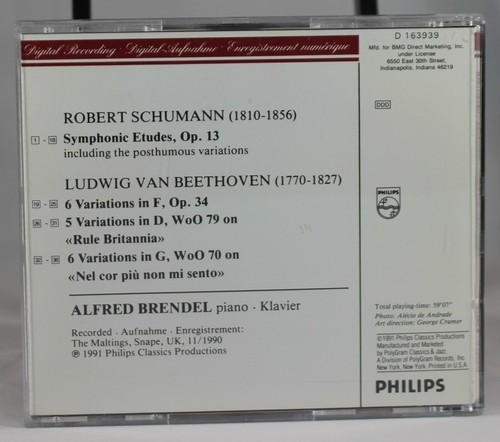 Digital Recording · Digital-Aufnahme · Enregistrement numérique
D 163939
Mfd. for BMG Direct Marketing, Inc.
under License
6550 East 30th Street,
Indianapolis, Indiana 46219
DDD
ROBERT SCHUMANN (1810-1856)
1 - 18 Symphonic Etudes, Op. 13
including the posthumous variations
LUDWIG VAN BEETHOVEN (1770-1827)
19 - 25 6 Variations in F, Op. 34
26 - 31 5 Variations in D, WoO 79 on
«Rule Britannia»
32 - 38 6 Variations in G, WoO 70 on
«Nel cor più non mi sento»
PHILIPS
ALFRED BRENDEL piano · Klavier
Recorded · Aufnahme · Enregistrement:
The Maltings, Snape, UK, 11/1990
℗ 1991 Philips Classics Productions
Total playing-time: 59'07"
Photo: Alécio de Andrade
Art direction: George Cramer
©1991 Philips Classics Productions
Manufactured and Marketed
by PolyGram Classics & Jazz.
A Division of PolyGram Records, Inc.
New York, New York. Printed in U.S.A.
PHILIPS